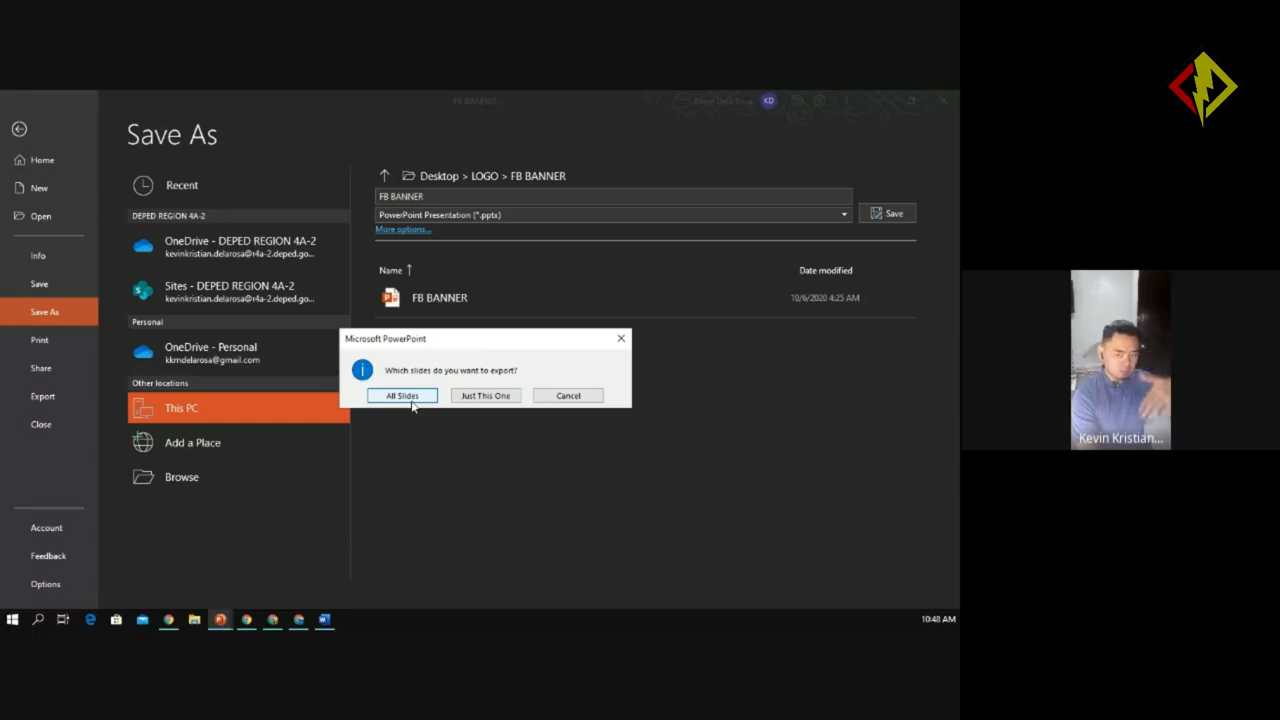 FB BANNER
KD
Save As
Home
New
Open
Info
Save
Save As
Print
Share
Export
Close
Account
Feedback
Options
Recent
DEPED REGION 4A-2
OneDrive - DEPED REGION 4A-2
kevinkristian.delarosa@r4a-2.deped.go...
Sites - DEPED REGION 4A-2
kevinkristian.delarosa@r4a-2.deped.go...
Personal
OneDrive - Personal
kkmdelarosa@gmail.com
Other locations
This PC
Add a Place
Browse
Desktop > LOGO > FB BANNER
FB BANNER
PowerPoint Presentation (*.pptx)
Save
More options...
Name Date modified
FB BANNER 10/6/2020 4:25 AM
Microsoft PowerPoint
Which slides do you want to export?
All Slides Just This One Cancel
Kevin Kristian...
10:48 AM